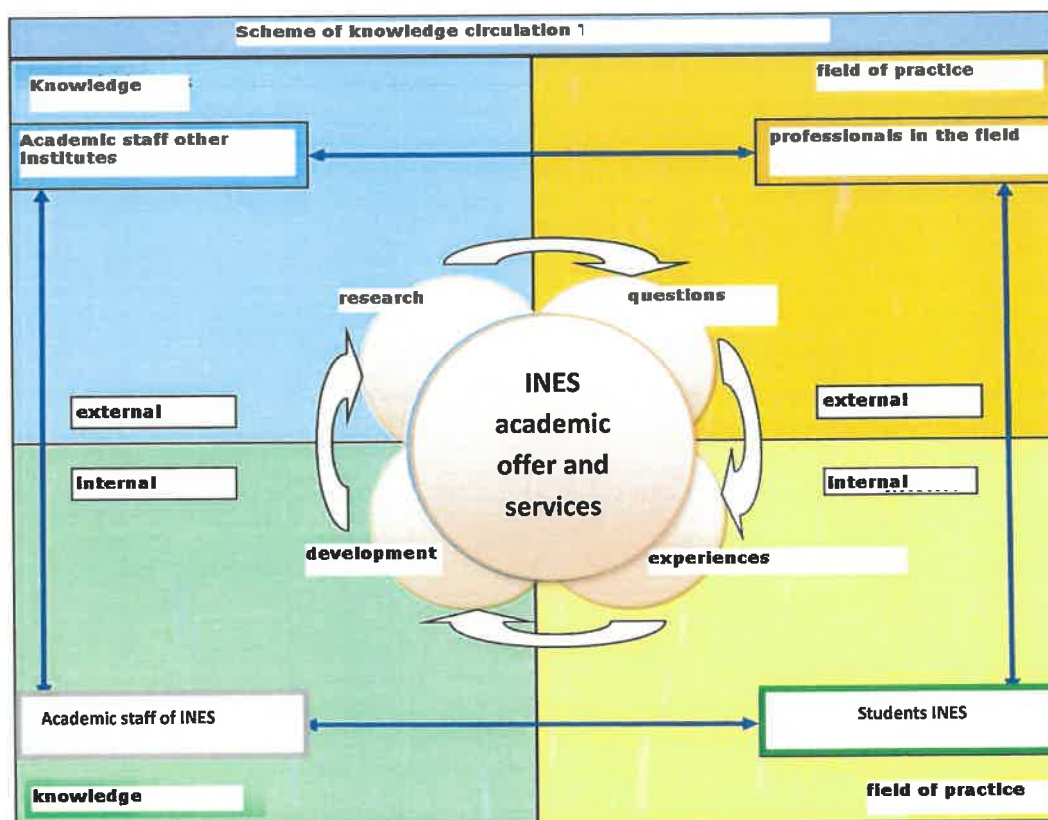 Scheme of knowledge circulation
Knowledge
field of practice
Academic staff other
institutes
professionals in the field
research
questions
INES
academic
offer and
services
external
external
internal
internal
development
experiences
Academic staff of INES
Students INES
knowledge
field of practice